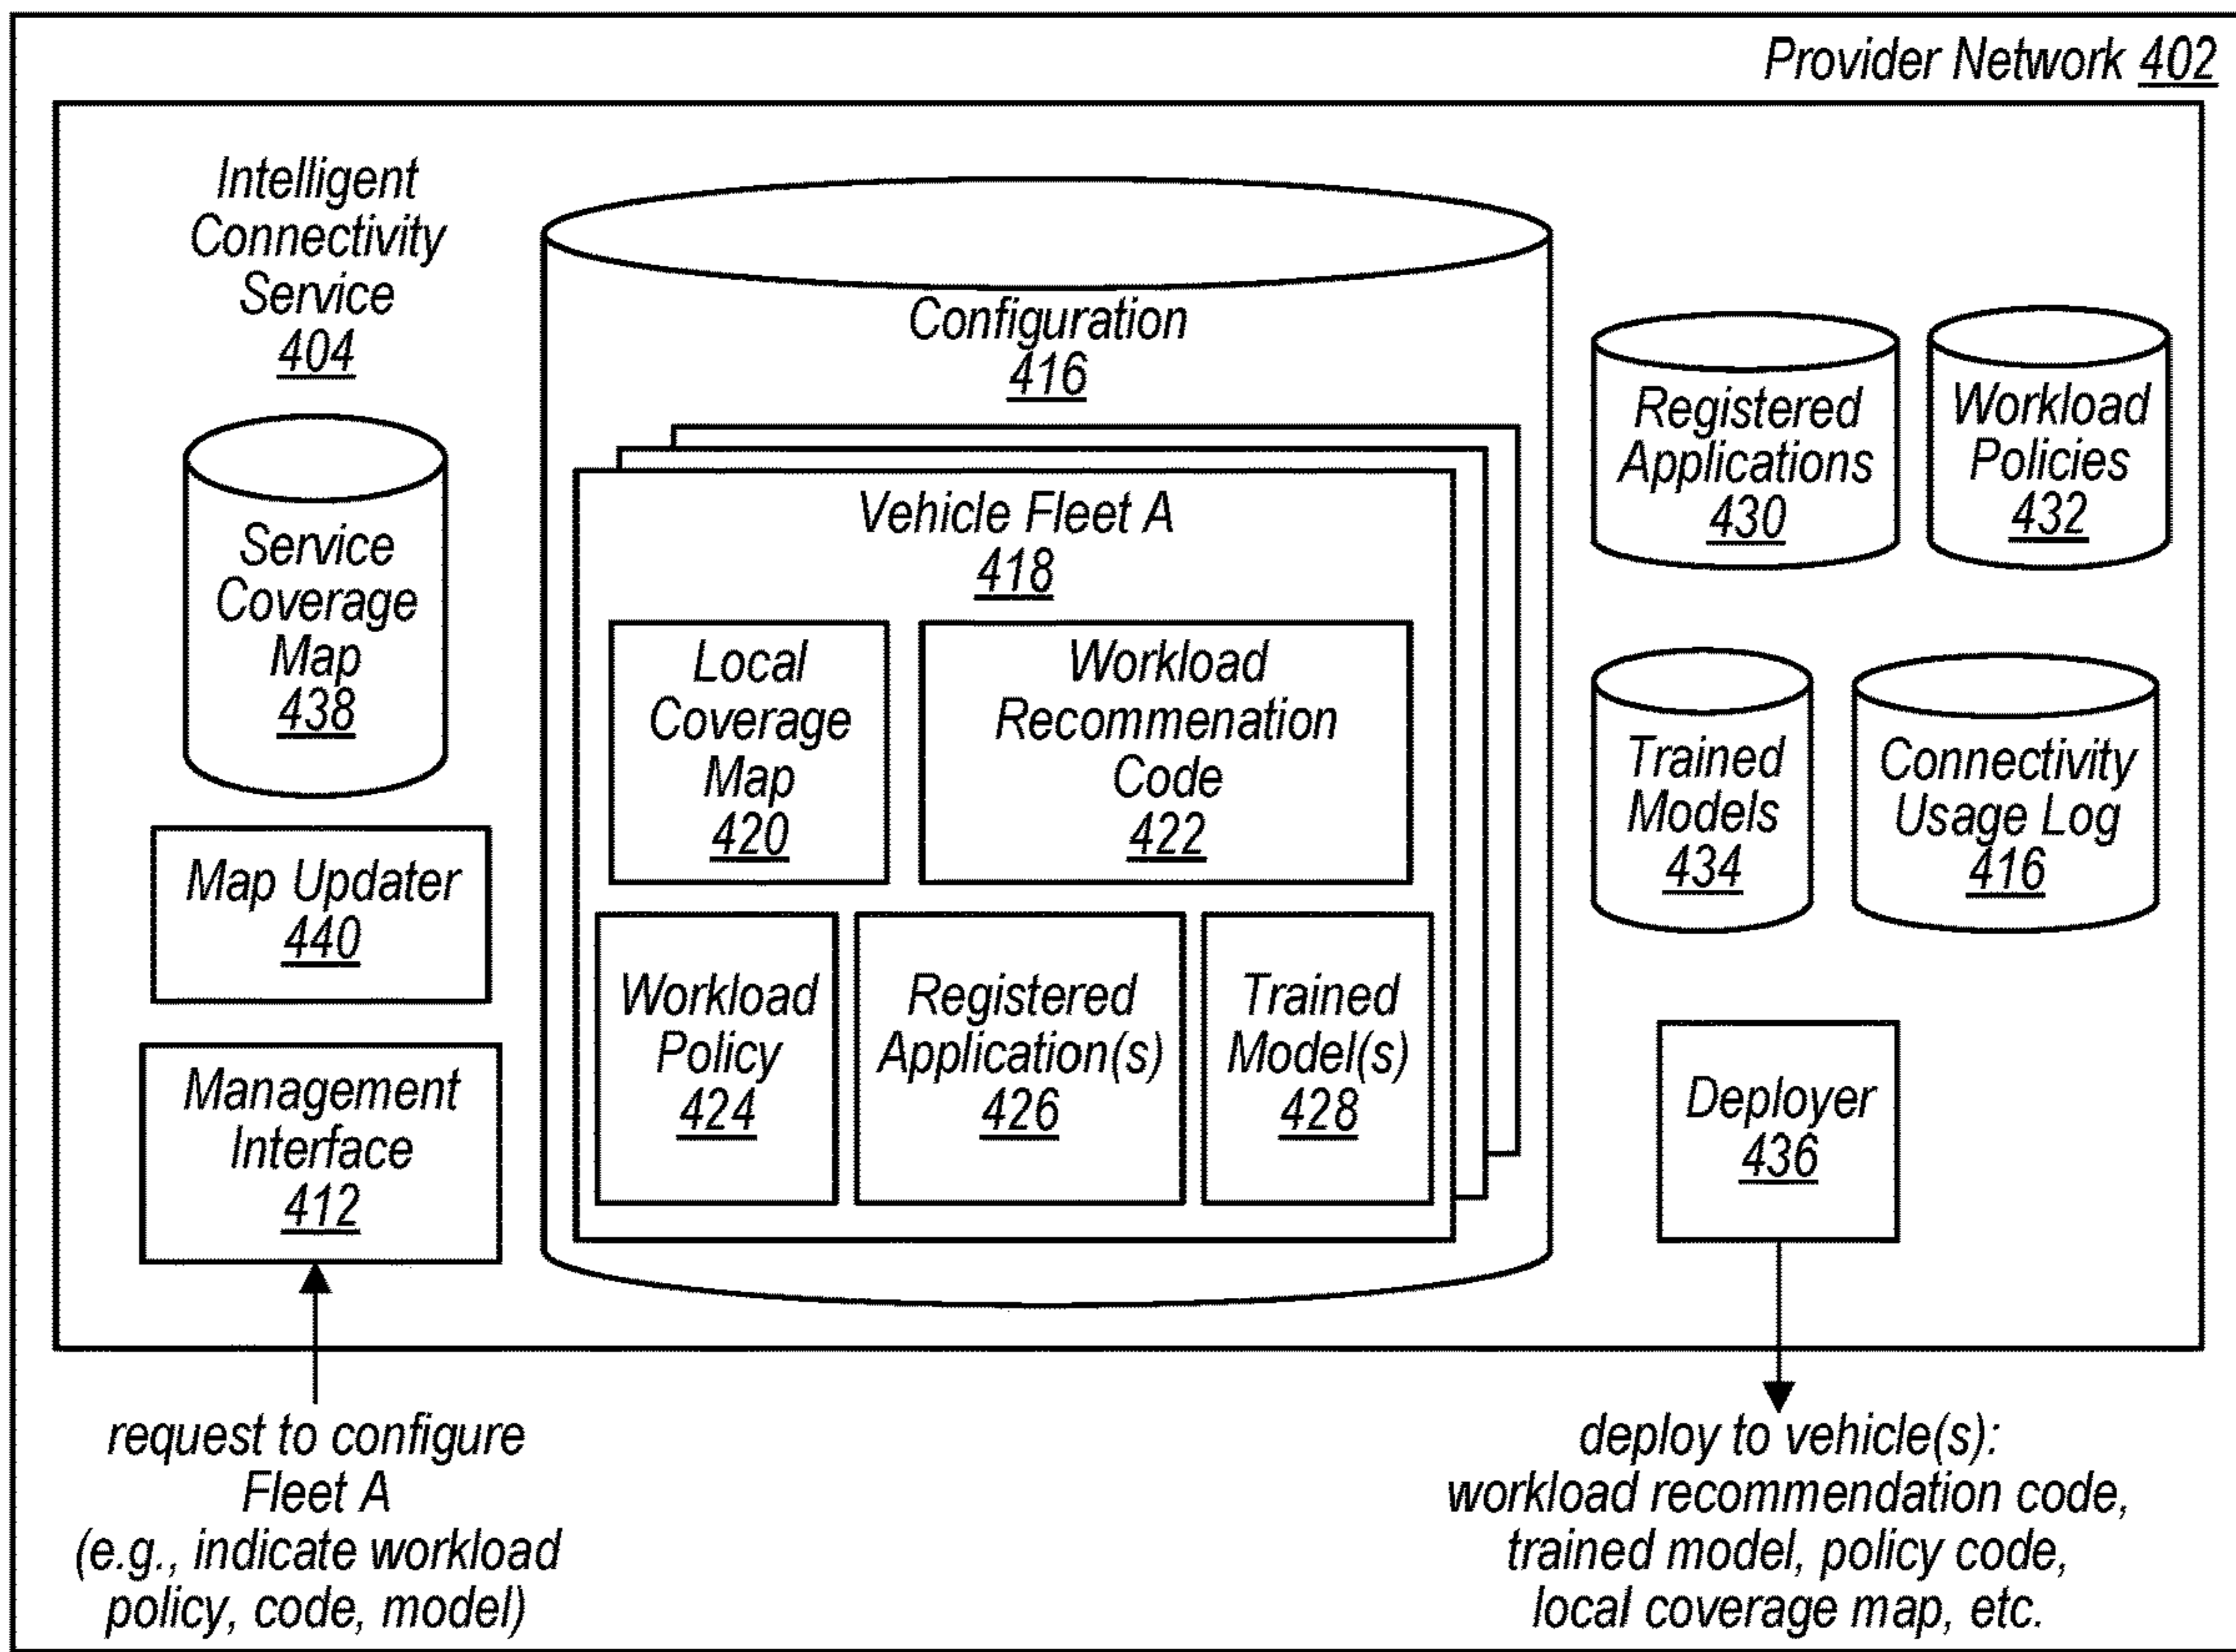 Provider Network 402
Intelligent
Connectivity
Service
404
Service
Coverage
Map
438
Map Updater
440
Management
Interface
412
Configuration
416
Vehicle Fleet A
418
Local
Coverage
Map
420
Workload
Recommenation
Code
422
Workload
Policy
424
Registered
Application(s)
426
Trained
Model(s)
428
Registered
Applications
430
Workload
Policies
432
Trained
Models
434
Connectivity
Usage Log
416
Deployer
436
request to configure
Fleet A
(e.g., indicate workload
policy, code, model)
deploy to vehicle(s):
workload recommendation code,
trained model, policy code,
local coverage map, etc.